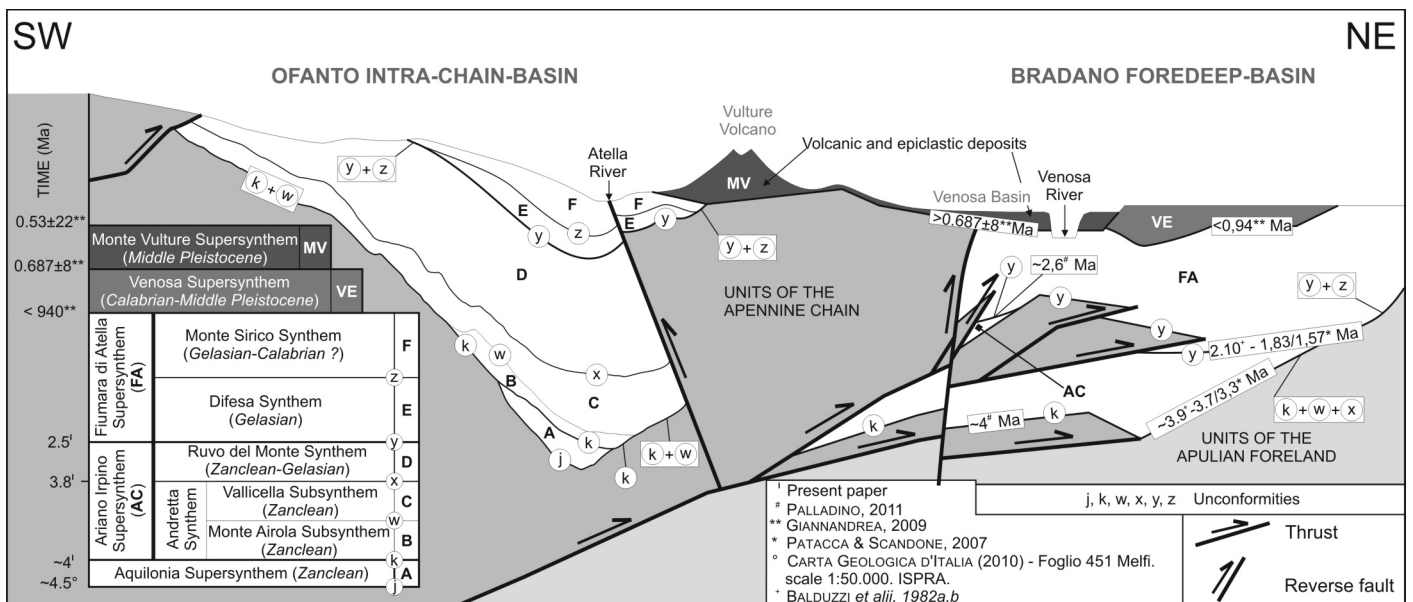 SW
NE
OFANTO INTRA-CHAIN-BASIN
BRADANO FOREDEEP-BASIN
Vulture
Volcano
Volcanic and epiclastic deposits
Atella
River
Venosa Basin
Venosa
River
MV
VE
>0.687±8**Ma
<0,94** Ma
k + w
y + z
E
F
y
z
F
E
y
y + z
D
UNITS OF THE
APENNINE CHAIN
y
~2,6# Ma
FA
y + z
y
y
y
2.10+ - 1,83/1,57* Ma
~3.9+-3.7/3,3* Ma
AC
k + w + x
k
w
x
B
C
A
k
j
k
k + w
k
~4# Ma
k
UNITS OF THE
APULIAN FORELAND
TIME (Ma)
0.53±22**
0.687±8**
< 940**
2.5ˡ
3.8ˡ
~4ˡ
~4.5°
Monte Vulture Supersynthem
(Middle Pleistocene)
MV
Venosa Supersynthem
(Calabrian-Middle Pleistocene)
VE
Fiumara di Atella
Supersynthem
(FA)
Monte Sirico Synthem
(Gelasian-Calabrian ?)
F
z
Difesa Synthem
(Gelasian)
E
y
Ariano Irpino
Supersynthem
(AC)
Ruvo del Monte Synthem
(Zanclean-Gelasian)
D
x
Andretta
Synthem
Vallicella Subsynthem
(Zanclean)
C
w
Monte Airola Subsynthem
(Zanclean)
B
k
Aquilonia Supersynthem (Zanclean)
A
j
ˡ Present paper
# PALLADINO, 2011
** GIANNANDREA, 2009
* PATACCA & SCANDONE, 2007
° CARTA GEOLOGICA D'ITALIA (2010) - Foglio 451 Melfi.
scale 1:50.000. ISPRA.
+ BALDUZZI et alii, 1982a,b
j, k, w, x, y, z Unconformities
Thrust
Reverse fault